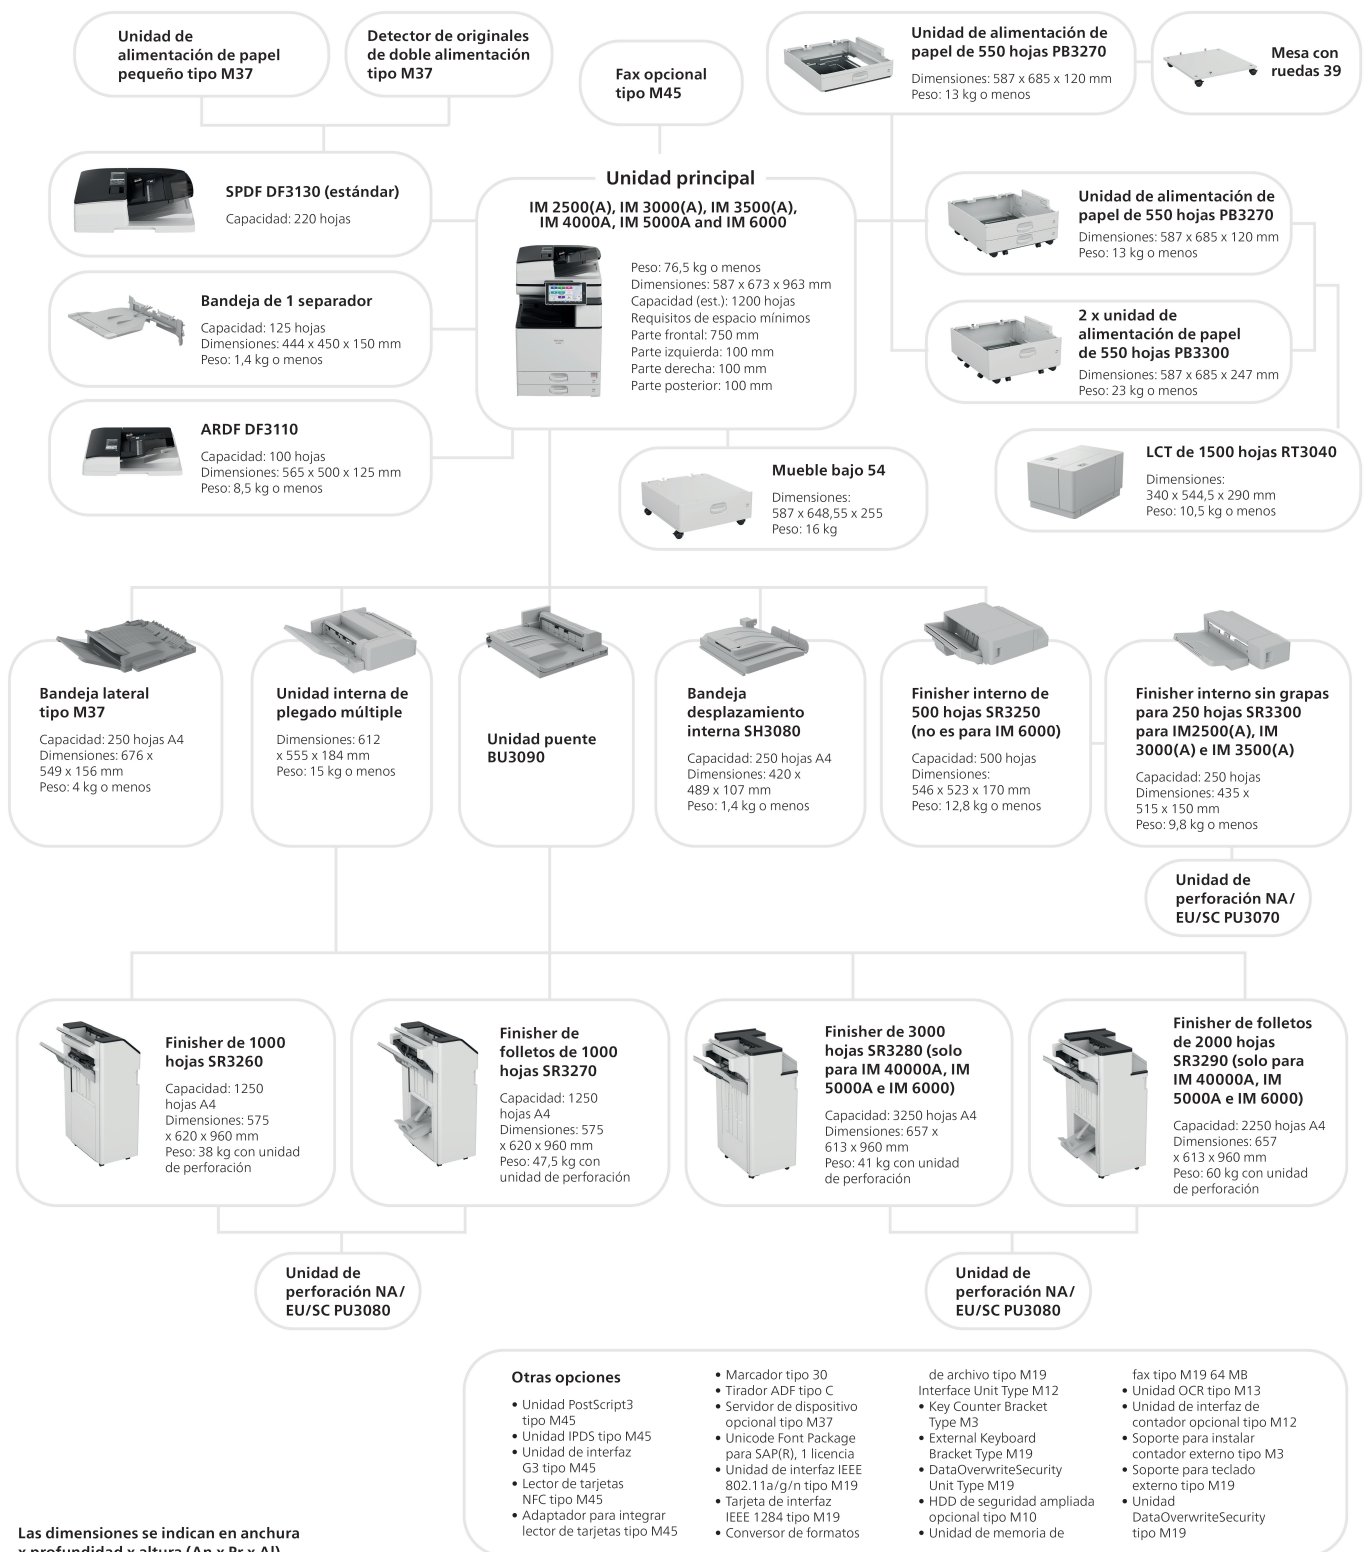 Unidad de
alimentación de papel
pequeño tipo M37
Detector de originales
de doble alimentación
tipo M37
Fax opcional
tipo M45
Unidad de alimentación de
papel de 550 hojas PB3270
Dimensiones: 587 x 685 x 120 mm
Peso: 13 kg o menos
Mesa con
ruedas 39
SPDF DF3130 (estándar)
Capacidad: 220 hojas
Bandeja de 1 separador
Capacidad: 125 hojas
Dimensiones: 444 x 450 x 150 mm
Peso: 1,4 kg o menos
ARDF DF3110
Capacidad: 100 hojas
Dimensiones: 565 x 500 x 125 mm
Peso: 8,5 kg o menos
Unidad principal
IM 2500(A), IM 3000(A), IM 3500(A),
IM 4000A, IM 5000A and IM 6000
Peso: 76,5 kg o menos
Dimensiones: 587 x 673 x 963 mm
Capacidad (est.): 1200 hojas
Requisitos de espacio mínimos
Parte frontal: 750 mm
Parte izquierda: 100 mm
Parte derecha: 100 mm
Parte posterior: 100 mm
Unidad de alimentación de
papel de 550 hojas PB3270
Dimensiones: 587 x 685 x 120 mm
Peso: 13 kg o menos
2 x unidad de
alimentación de papel
de 550 hojas PB3300
Dimensiones: 587 x 685 x 247 mm
Peso: 23 kg o menos
Mueble bajo 54
Dimensiones:
587 x 648,55 x 255
Peso: 16 kg
LCT de 1500 hojas RT3040
Dimensiones:
340 x 544,5 x 290 mm
Peso: 10,5 kg o menos
Bandeja lateral
tipo M37
Capacidad: 250 hojas A4
Dimensiones: 676 x
549 x 156 mm
Peso: 4 kg o menos
Unidad interna de
plegado múltiple
Dimensiones: 612
x 555 x 184 mm
Peso: 15 kg o menos
Unidad puente
BU3090
Bandeja
desplazamiento
interna SH3080
Capacidad: 250 hojas A4
Dimensiones: 420 x
489 x 107 mm
Peso: 1,4 kg o menos
Finisher interno de
500 hojas SR3250
(no es para IM 6000)
Capacidad: 500 hojas
Dimensiones:
546 x 523 x 170 mm
Peso: 12,8 kg o menos
Finisher interno sin grapas
para 250 hojas SR3300
para IM2500(A), IM
3000(A) e IM 3500(A)
Capacidad: 250 hojas
Dimensiones: 435 x
515 x 150 mm
Peso: 9,8 kg o menos
Unidad de
perforación NA/
EU/SC PU3070
Finisher de 1000
hojas SR3260
Capacidad: 1250
hojas A4
Dimensiones: 575
x 620 x 960 mm
Peso: 38 kg con unidad
de perforación
Finisher de
folletos de 1000
hojas SR3270
Capacidad: 1250
hojas A4
Dimensiones: 575
x 620 x 960 mm
Peso: 47,5 kg con
unidad de perforación
Finisher de 3000
hojas SR3280 (solo
para IM 40000A, IM
5000A e IM 6000)
Capacidad: 3250 hojas A4
Dimensiones: 657 x
613 x 960 mm
Peso: 41 kg con unidad
de perforación
Finisher de folletos
de 2000 hojas
SR3290 (solo para
IM 40000A, IM
5000A e IM 6000)
Capacidad: 2250 hojas A4
Dimensiones: 657
x 613 x 960 mm
Peso: 60 kg con unidad
de perforación
Unidad de
perforación NA/
EU/SC PU3080
Unidad de
perforación NA/
EU/SC PU3080
Otras opciones
• Unidad PostScript3
tipo M45
• Unidad IPDS tipo M45
• Unidad de interfaz
G3 tipo M45
• Lector de tarjetas
NFC tipo M45
• Adaptador para integrar
lector de tarjetas tipo M45
• Marcador tipo 30
• Tirador ADF tipo C
• Servidor de dispositivo
opcional tipo M37
• Unicode Font Package
para SAP(R), 1 licencia
• Unidad de interfaz IEEE
802.11a/g/n tipo M19
• Tarjeta de interfaz
IEEE 1284 tipo M19
• Conversor de formatos
de archivo tipo M19
Interface Unit Type M12
• Key Counter Bracket
Type M3
• External Keyboard
Bracket Type M19
• DataOverwriteSecurity
Unit Type M19
• HDD de seguridad ampliada
opcional tipo M10
• Unidad de memoria de
fax tipo M19 64 MB
• Unidad OCR tipo M13
• Unidad de interfaz de
contador opcional tipo M12
• Soporte para instalar
contador externo tipo M3
• Soporte para teclado
externo tipo M19
• Unidad
DataOverwriteSecurity
tipo M19
Las dimensiones se indican en anchura
x profundidad x altura (An x Pr x Al)